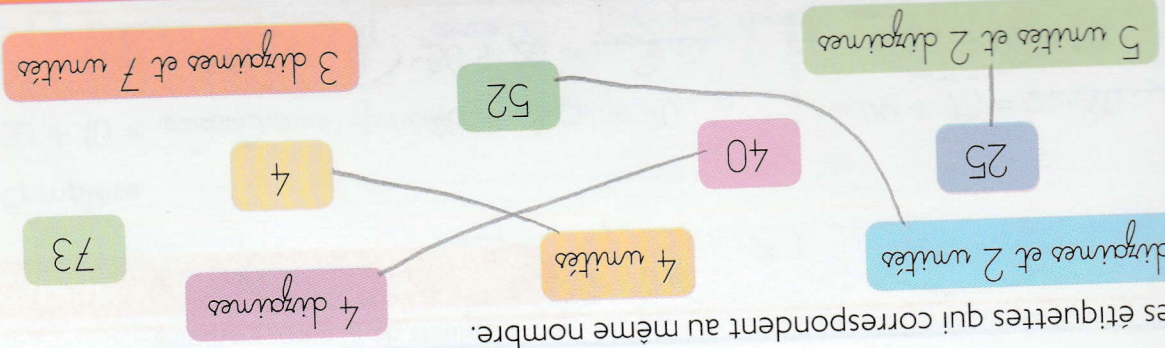 es étiquettes qui correspondent au même nombre.
dizaines et 2 unités
4 unités
4 dizaines
73
25
40
4
5 unités et 2 dizaines
52
3 dizaines et 7 unités